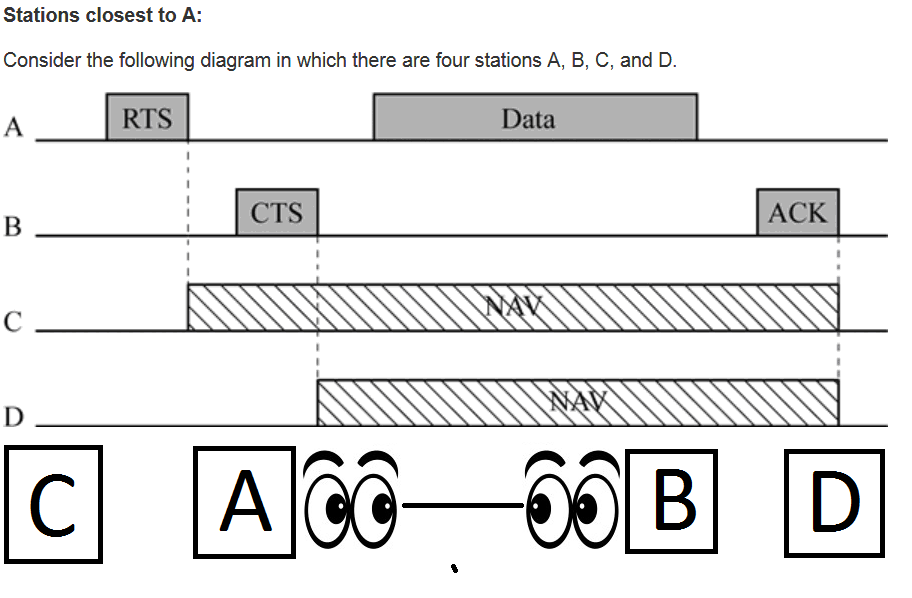 Stations closest to A:
Consider the following diagram in which there are four stations A, B, C, and D.
A RTS Data
B CTS ACK
C NAV
D NAV
C A B D